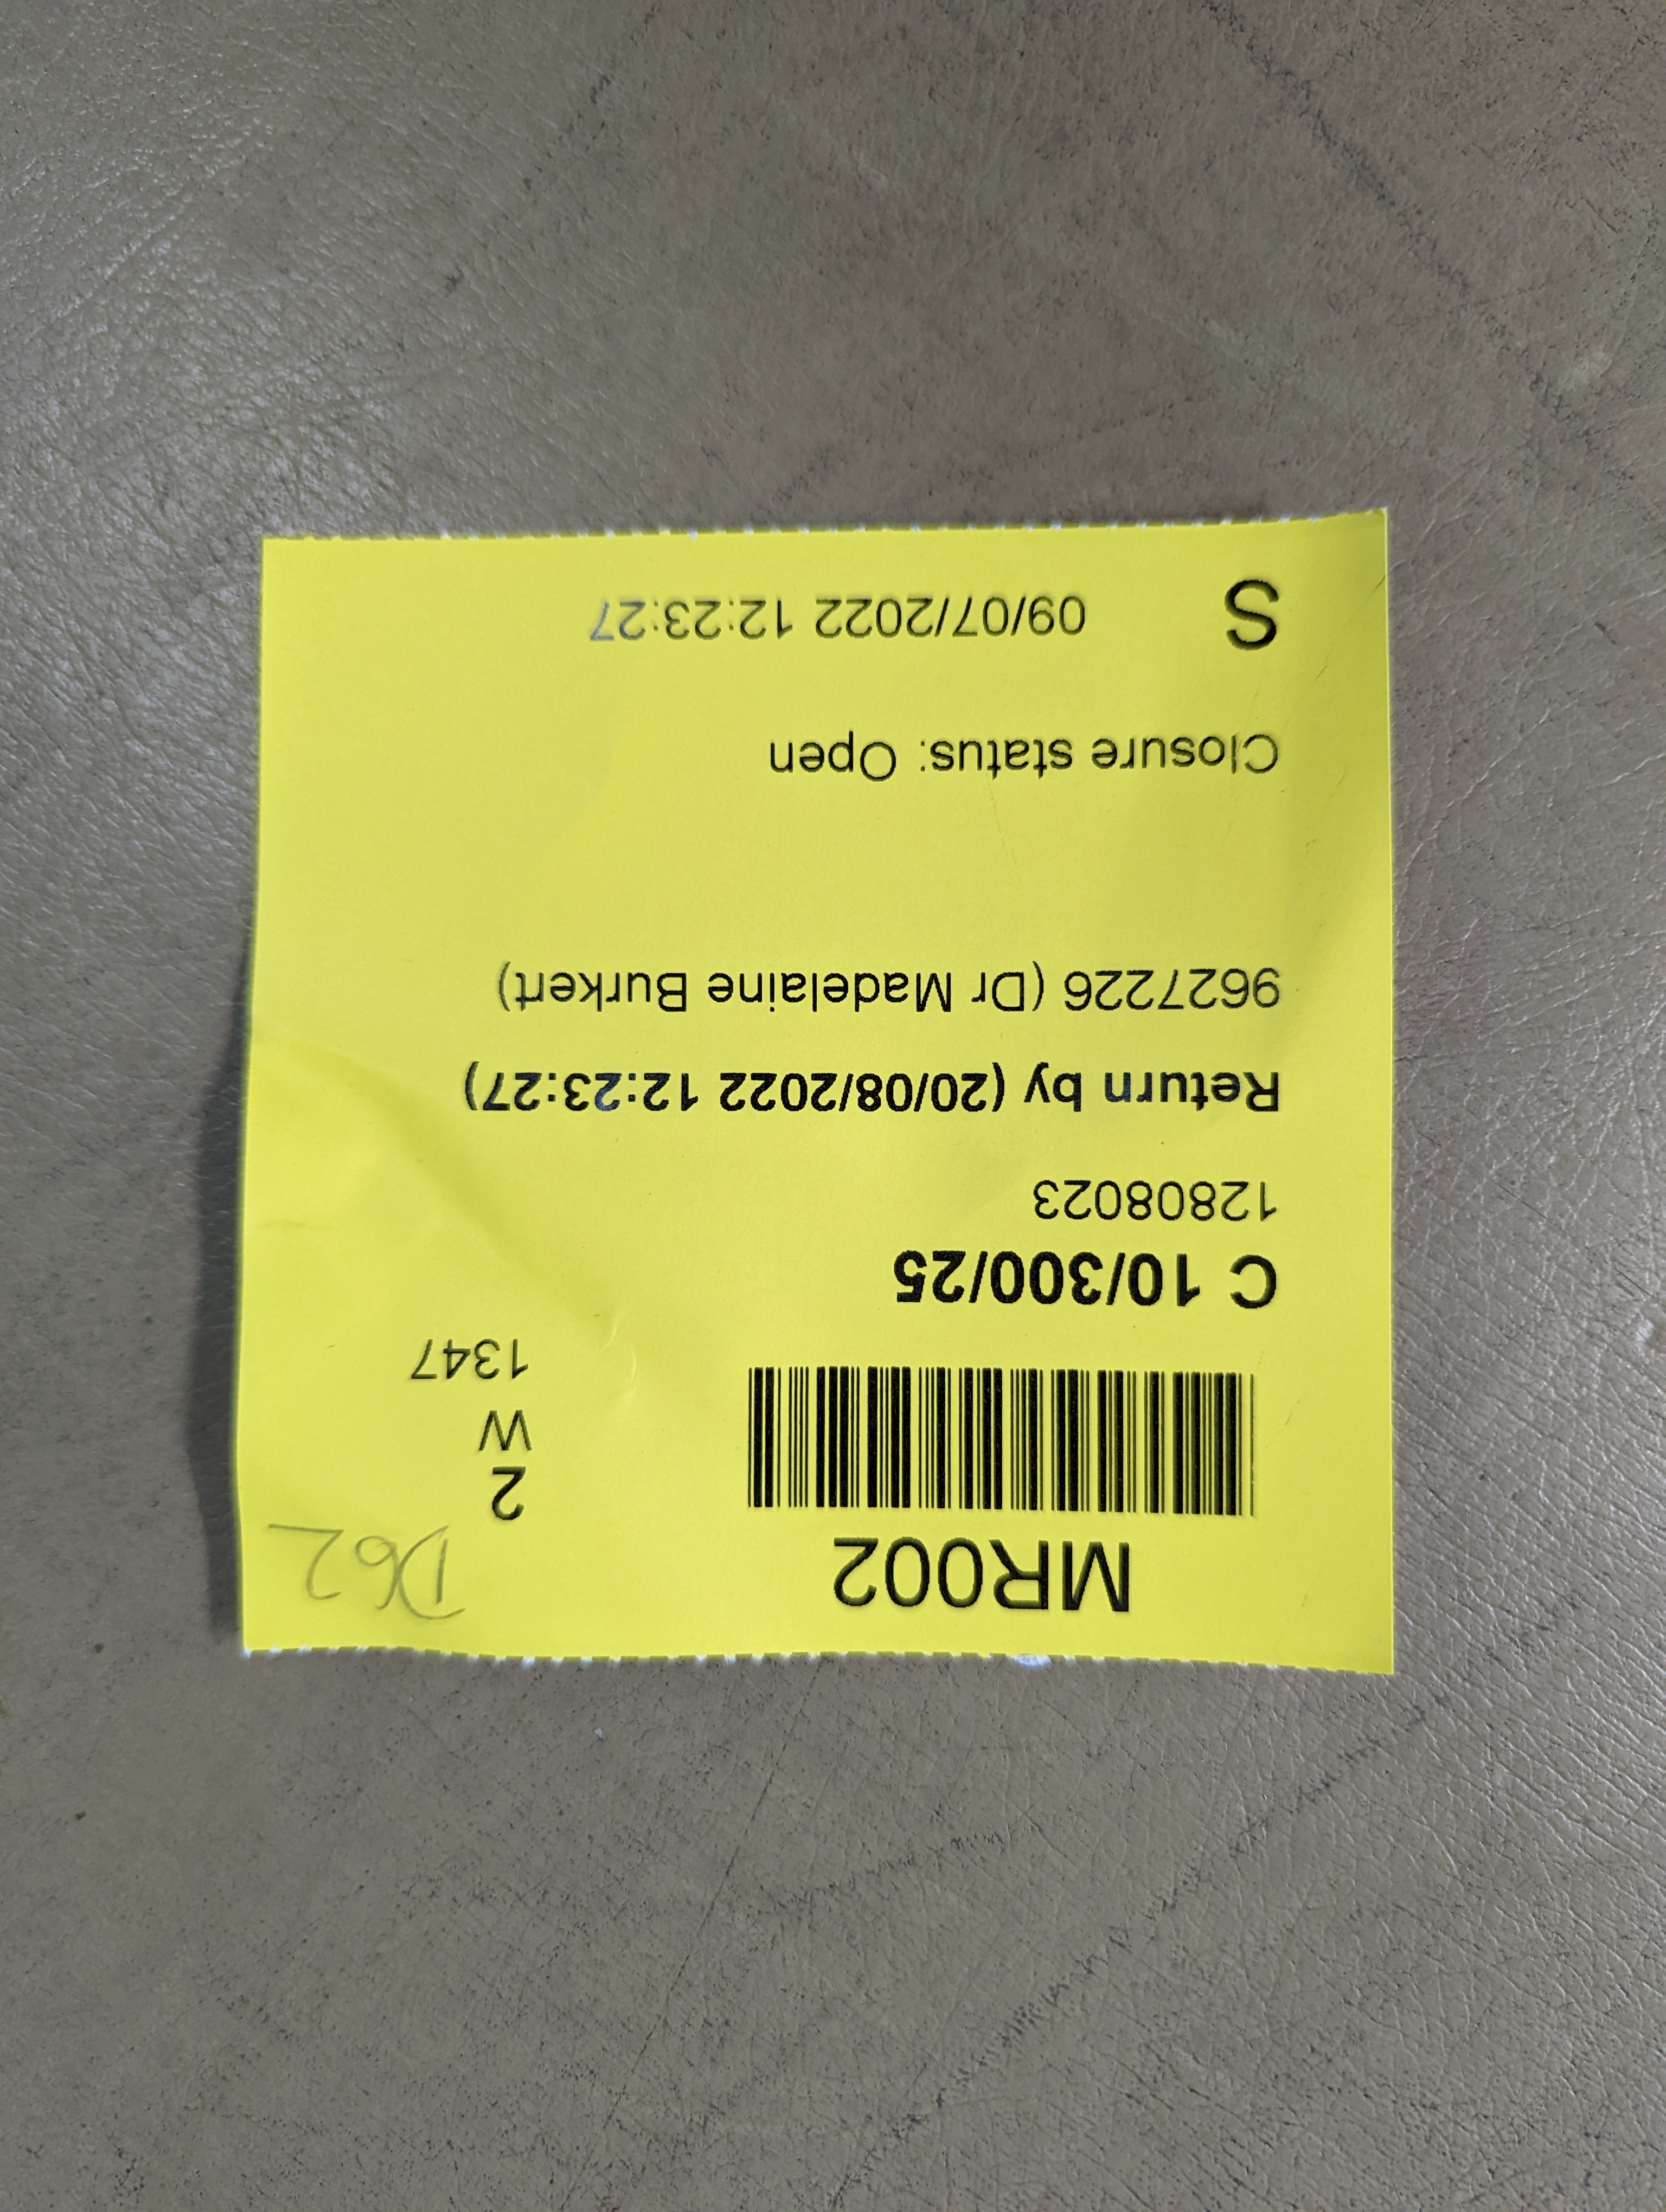 MR002
D62
2
W
1347
C 10/300/25
12808023
Return by (20/08/2022 12:23:27)
9627226 (Dr Madelaine Burkert)
Closure status: Open
S 09/07/2022 12:23:27